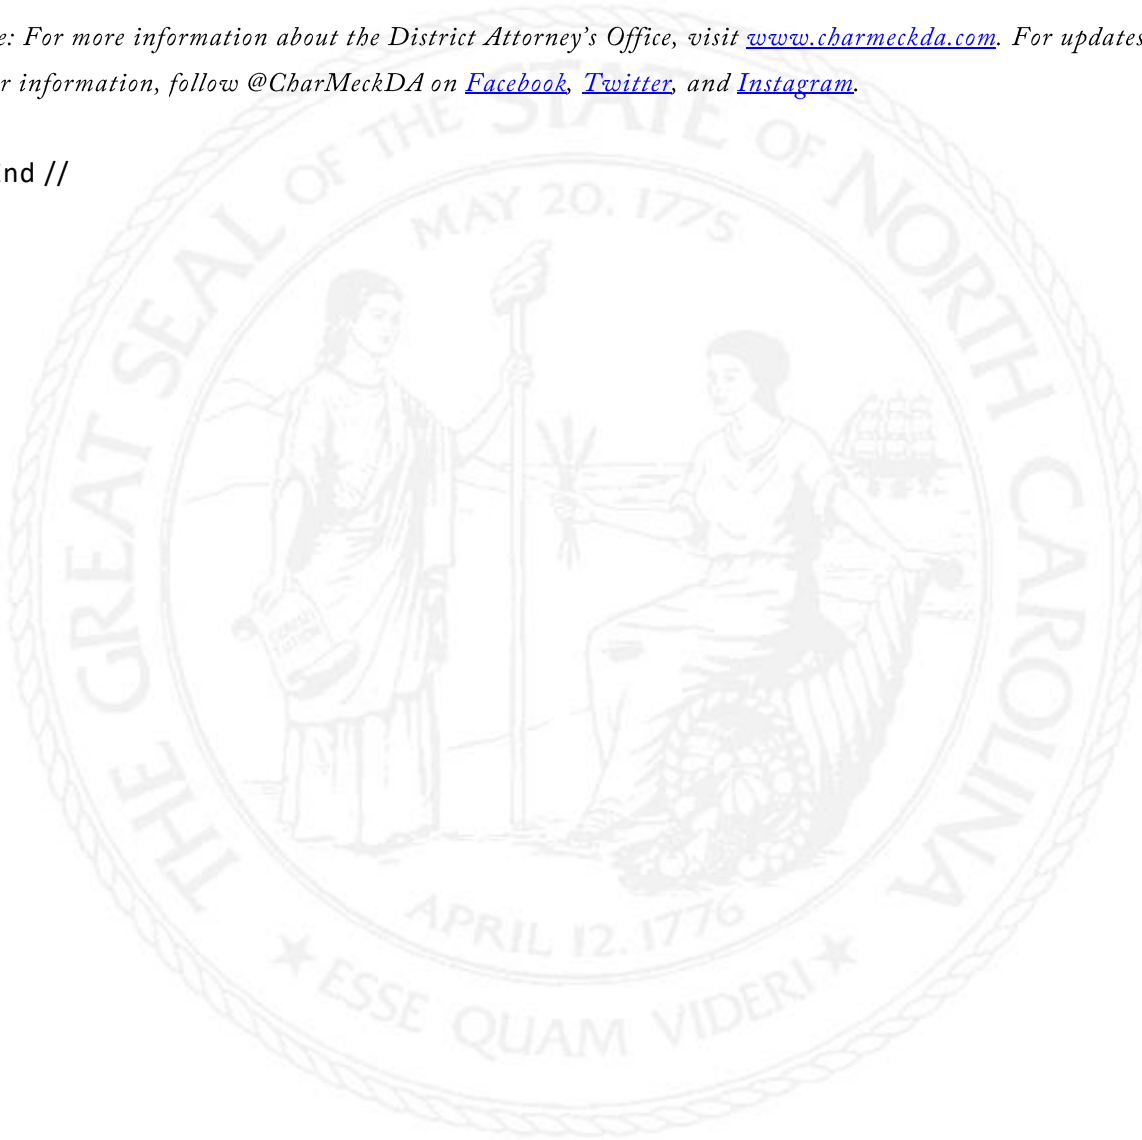 e: For more information about the District Attorney's Office, visit www.charmeckda.com. For updates
r information, follow @CharMeckDA on Facebook, Twitter, and Instagram.
nd //
THE GREAT SEAL OF THE STATE OF NORTH CAROLINA
MAY 20. 1775
CONSTI
TUTION
APRIL 12. 1776
★ ESSE QUAM VIDERI ★